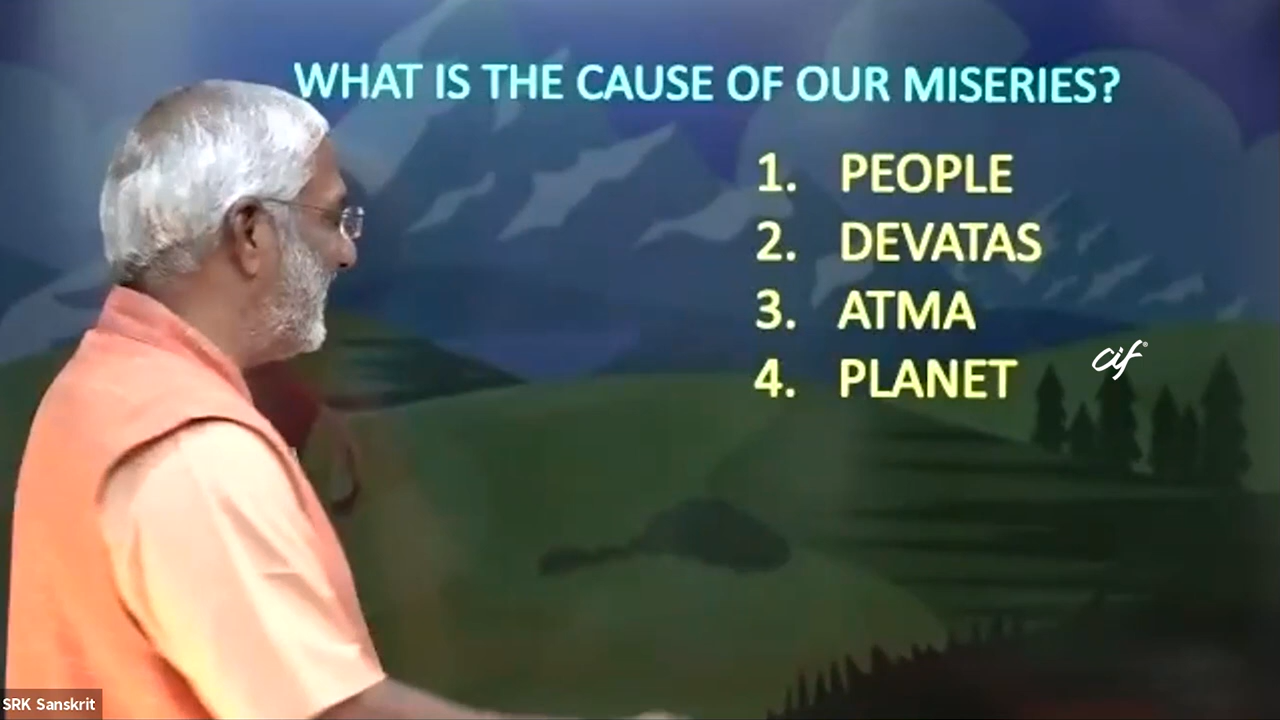 WHAT IS THE CAUSE OF OUR MISERIES?
1. PEOPLE
2. DEVATAS
3. ATMA
4. PLANET
cif®
SRK Sanskrit